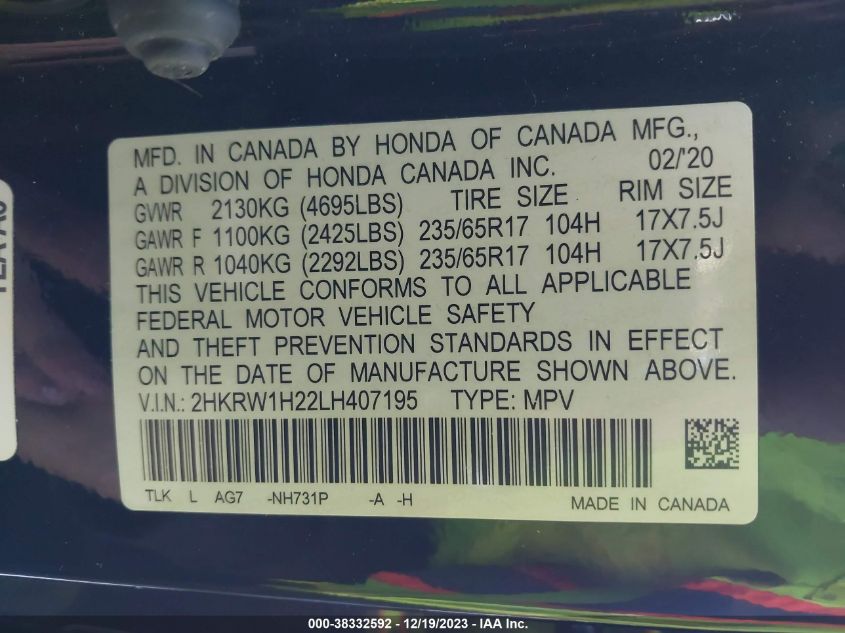 MFD. IN CANADA BY HONDA OF CANADA MFG.,
A DIVISION OF HONDA CANADA INC. 02/'20
GVWR 2130KG (4695LBS) TIRE SIZE RIM SIZE
GAWR F 1100KG (2425LBS) 235/65R17 104H 17X7.5J
GAWR R 1040KG (2292LBS) 235/65R17 104H 17X7.5J
THIS VEHICLE CONFORMS TO ALL APPLICABLE
FEDERAL MOTOR VEHICLE SAFETY
AND THEFT PREVENTION STANDARDS IN EFFECT
ON THE DATE OF MANUFACTURE SHOWN ABOVE.
V.I.N.: 2HKRW1H22LH407195 TYPE: MPV
TLK L AG7 -NH731P -A -H MADE IN CANADA
000-38332592 - 12/19/2023 - IAA Inc.